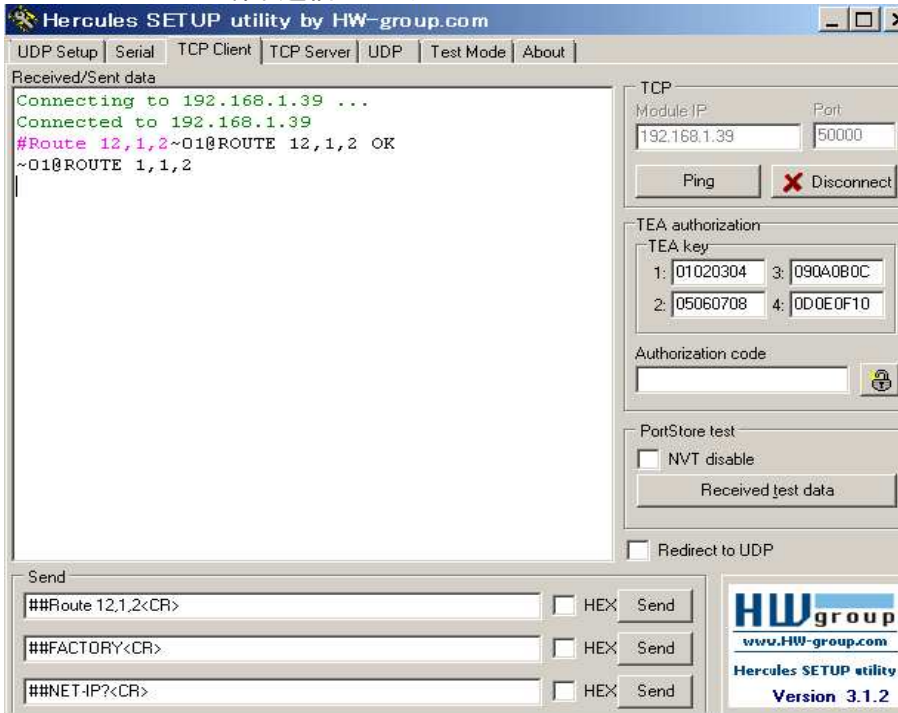 Hercules SETUP utility by HW-group.com
UDP Setup Serial TCP Client TCP Server UDP Test Mode About
Received/Sent data
Connecting to 192.168.1.39 ...
Connected to 192.168.1.39
#Route 12,1,2~01@ROUTE 12,1,2 OK
~01@ROUTE 1,1,2
TCP
Module IP Port
192.168.1.39 50000
Ping Disconnect
TEA authorization
TEA key
1: 01020304 3: 090A0B0C
2: 05060708 4: 0D0E0F10
Authorization code
PortStore test
NVT disable
Received test data
Redirect to UDP
Send
##Route 12,1,2<CR> HEX Send
##FACTORY<CR> HEX Send
##NET-IP?<CR> HEX Send
HWgroup
www.HW-group.com
Hercules SETUP utility
Version 3.1.2